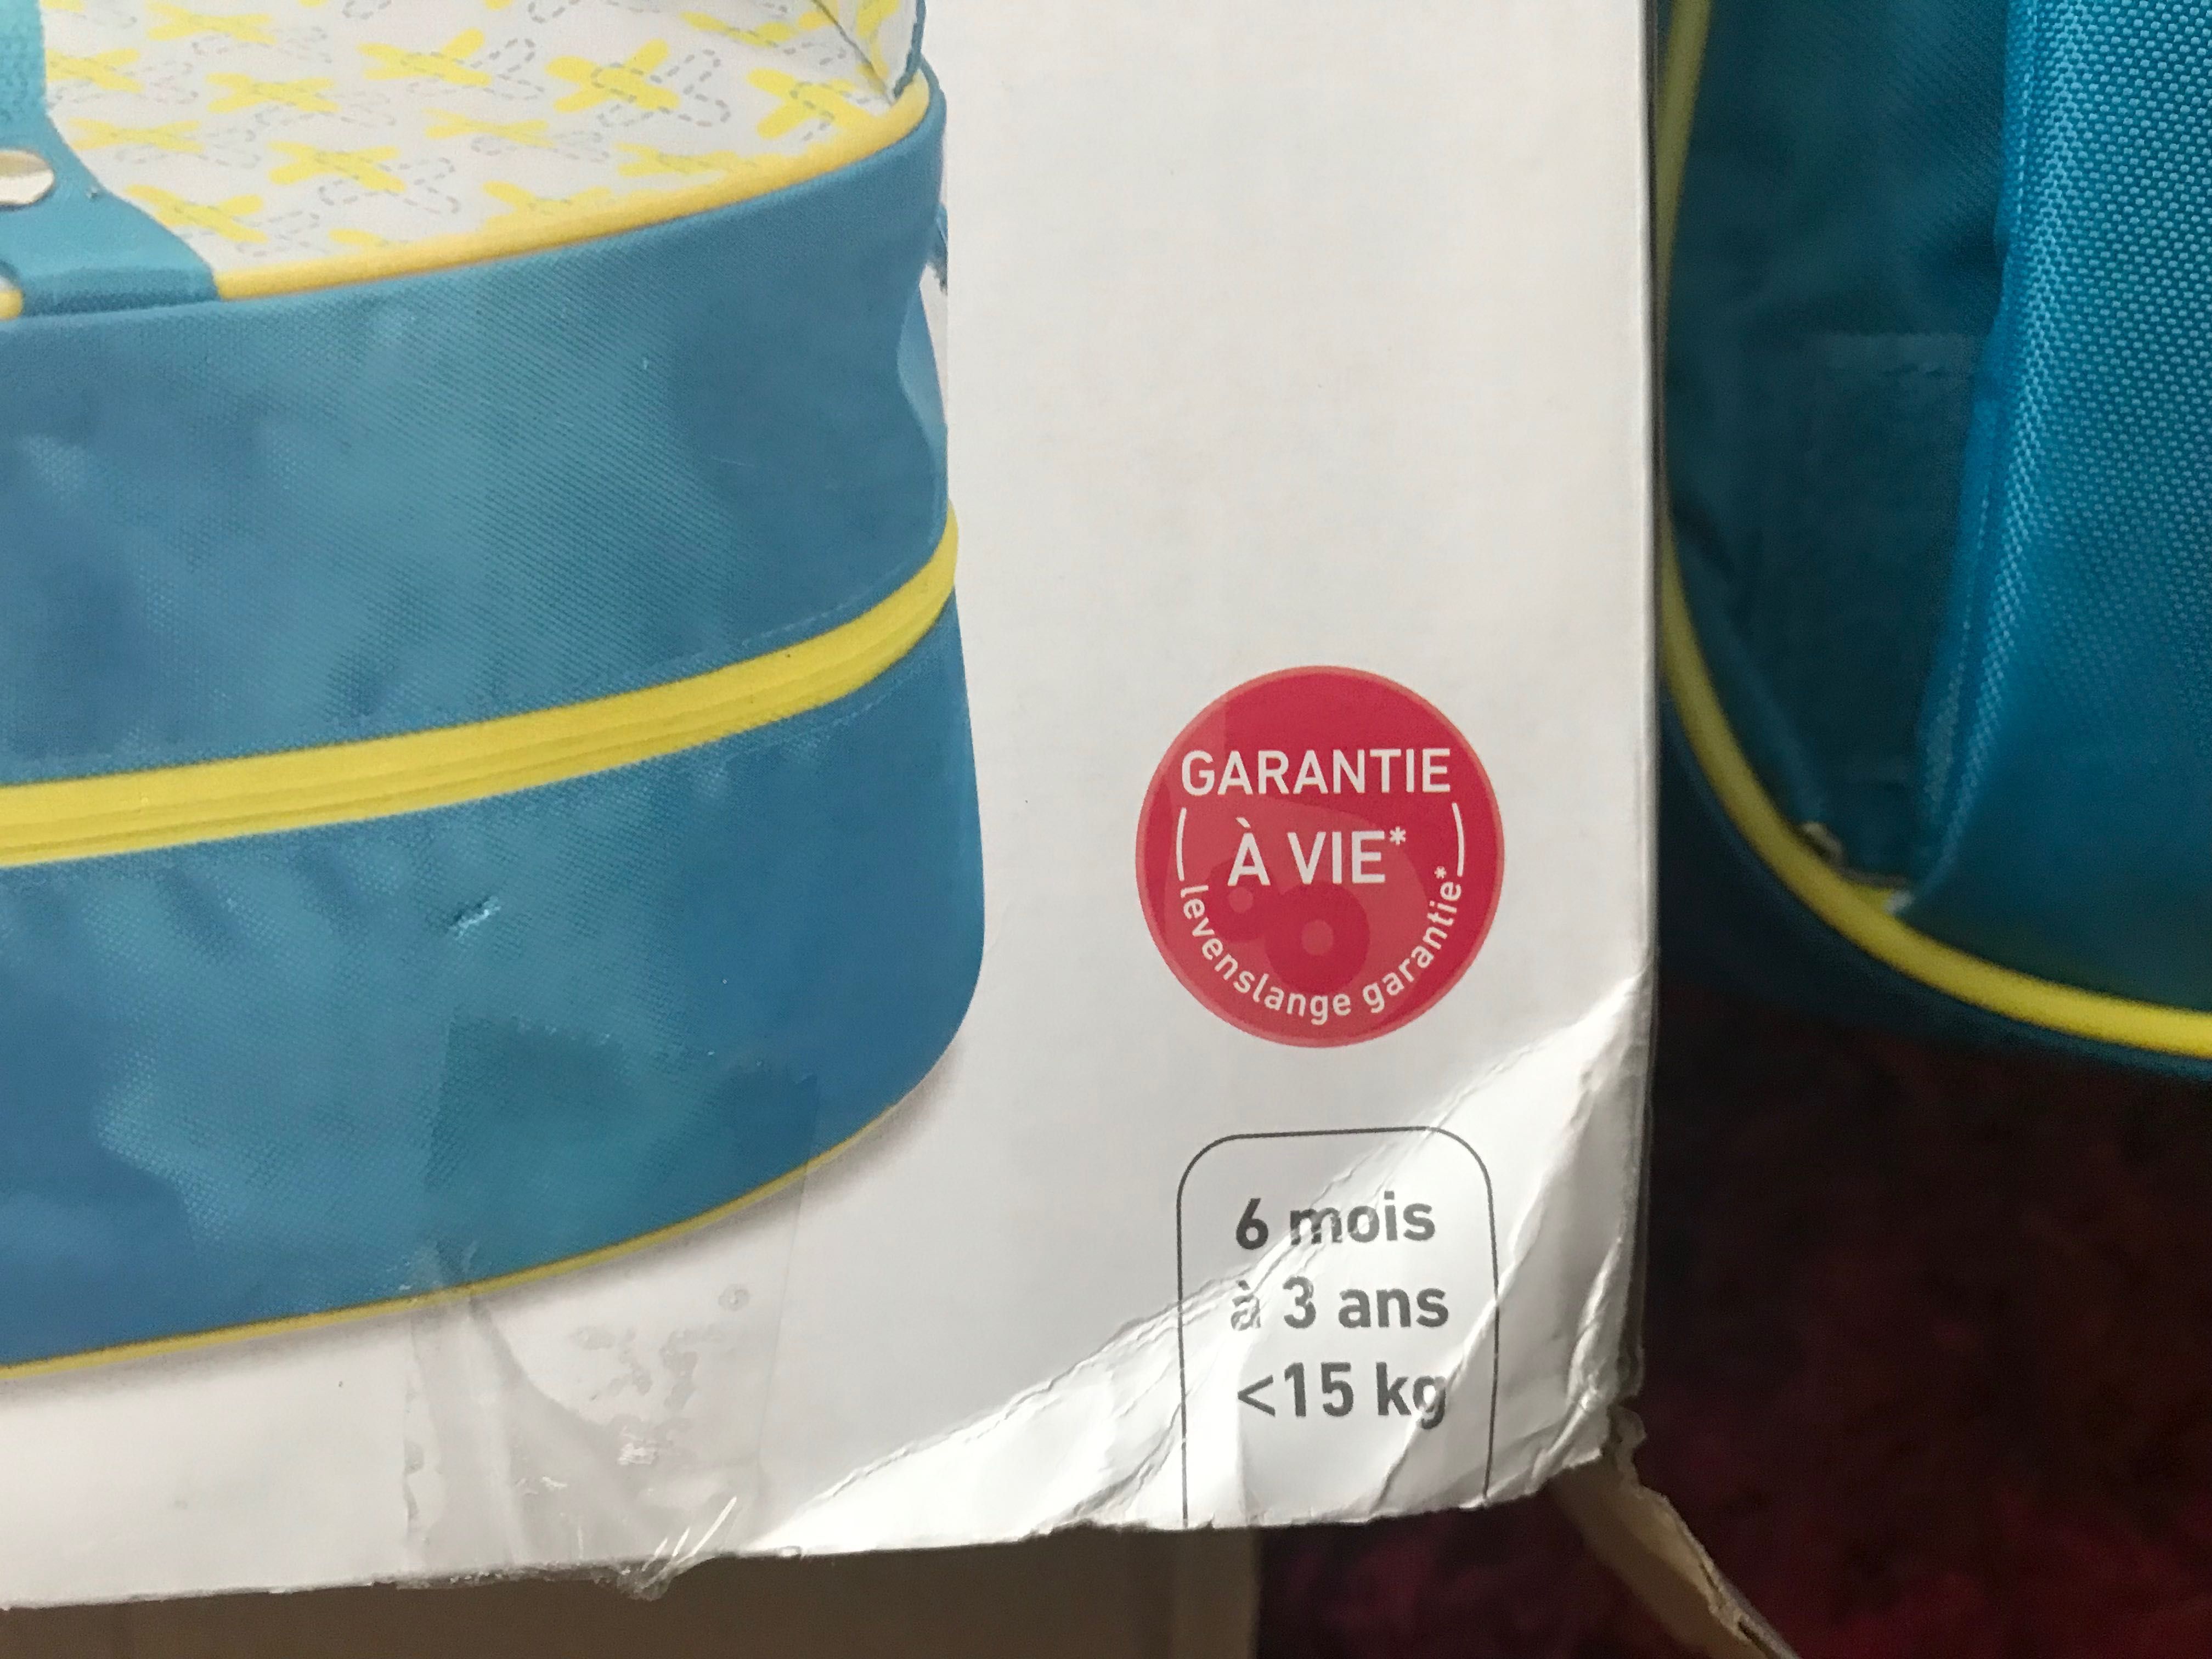 GARANTIE
À VIE*
levenslange garantie*
6 mois
à 3 ans
<15 kg